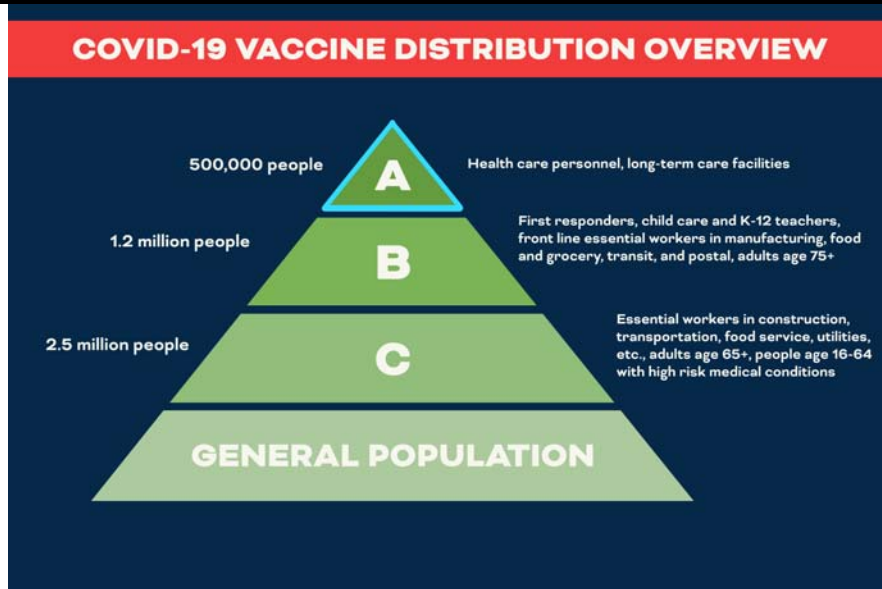 COVID-19 VACCINE DISTRIBUTION OVERVIEW
500,000 people
A
Health care personnel, long-term care facilities
1.2 million people
B
First responders, child care and K-12 teachers,
front line essential workers in manufacturing, food
and grocery, transit, and postal, adults age 75+
2.5 million people
C
Essential workers in construction,
transportation, food service, utilities,
etc., adults age 65+, people age 16-64
with high risk medical conditions
GENERAL POPULATION